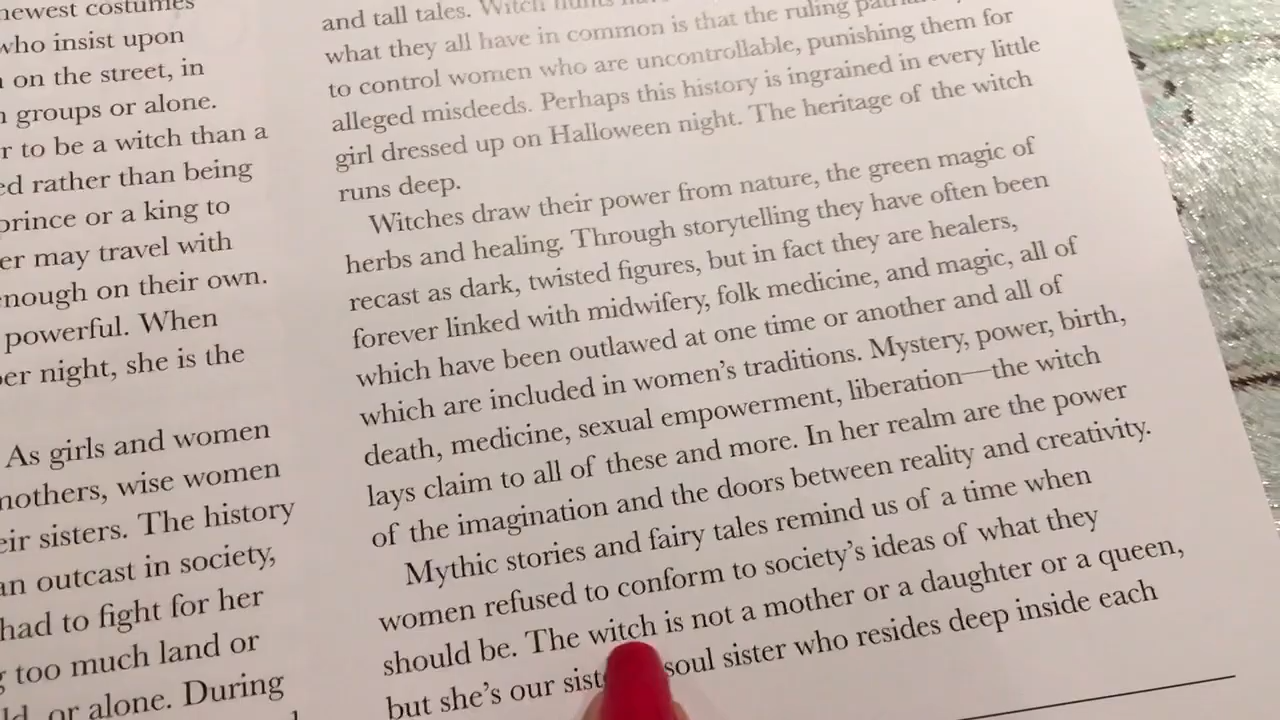 newest costumes
who insist upon
on the street, in
groups or alone.
to be a witch than a
rather than being
prince or a king to
may travel with
on their own.
powerful. When
night, she is the
As girls and women
wise women
sisters. The history
an outcast in society,
had to fight for her
too much land or
or alone. During
and tall tales. Witch hunts
what they all have in common is that the ruling
to control women who are uncontrollable, punishing them for
alleged misdeeds. Perhaps this history is ingrained in every little
girl dressed up on Halloween night. The heritage of the witch
runs deep.
Witches draw their power from nature, the green magic of
herbs and healing. Through storytelling they have often been
recast as dark, twisted figures, but in fact they are healers,
forever linked with midwifery, folk medicine, and magic, all of
which have been outlawed at one time or another and all of
which are included in women's traditions. Mystery, power, birth,
death, medicine, sexual empowerment, liberation—the witch
lays claim to all of these and more. In her realm are the power
of the imagination and the doors between reality and creativity.
Mythic stories and fairy tales remind us of a time when
women refused to conform to society's ideas of what they
should be. The witch is not a mother or a daughter or a queen,
but she's our soul sister who resides deep inside each